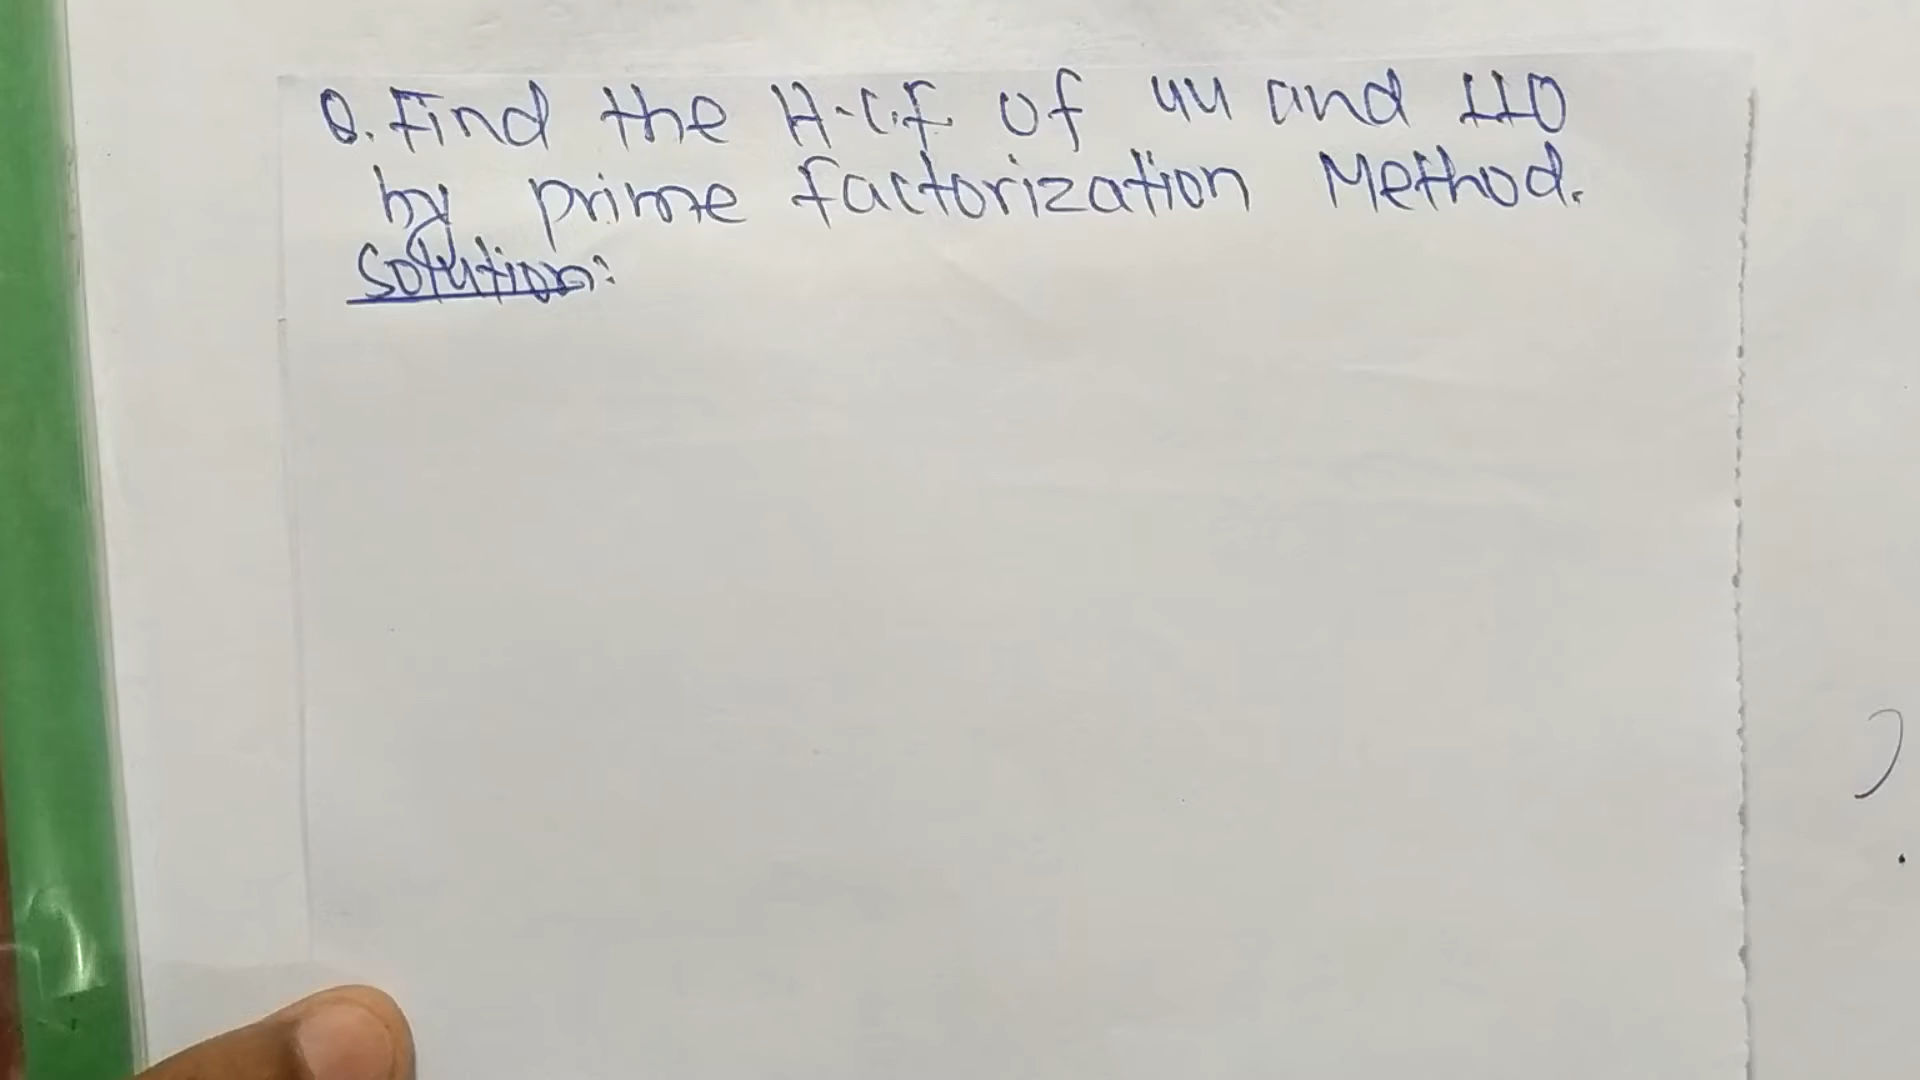 Q. Find the H.C.F. of 44 and 110
by prime factorization Method.
Solution: